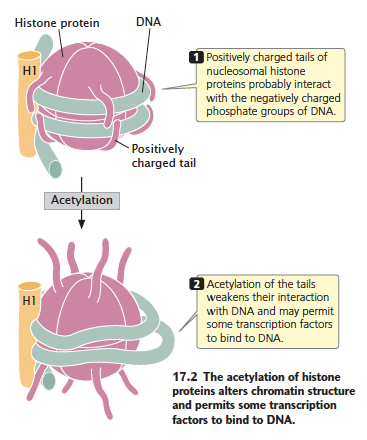 Histone protein
DNA
H1
1 Positively charged tails of
nucleosomal histone
proteins probably interact
with the negatively charged
phosphate groups of DNA.
Positively
charged tail
Acetylation
H1
2 Acetylation of the tails
weakens their interaction
with DNA and may permit
some transcription factors
to bind to DNA.
17.2 The acetylation of histone
proteins alters chromatin structure
and permits some transcription
factors to bind to DNA.